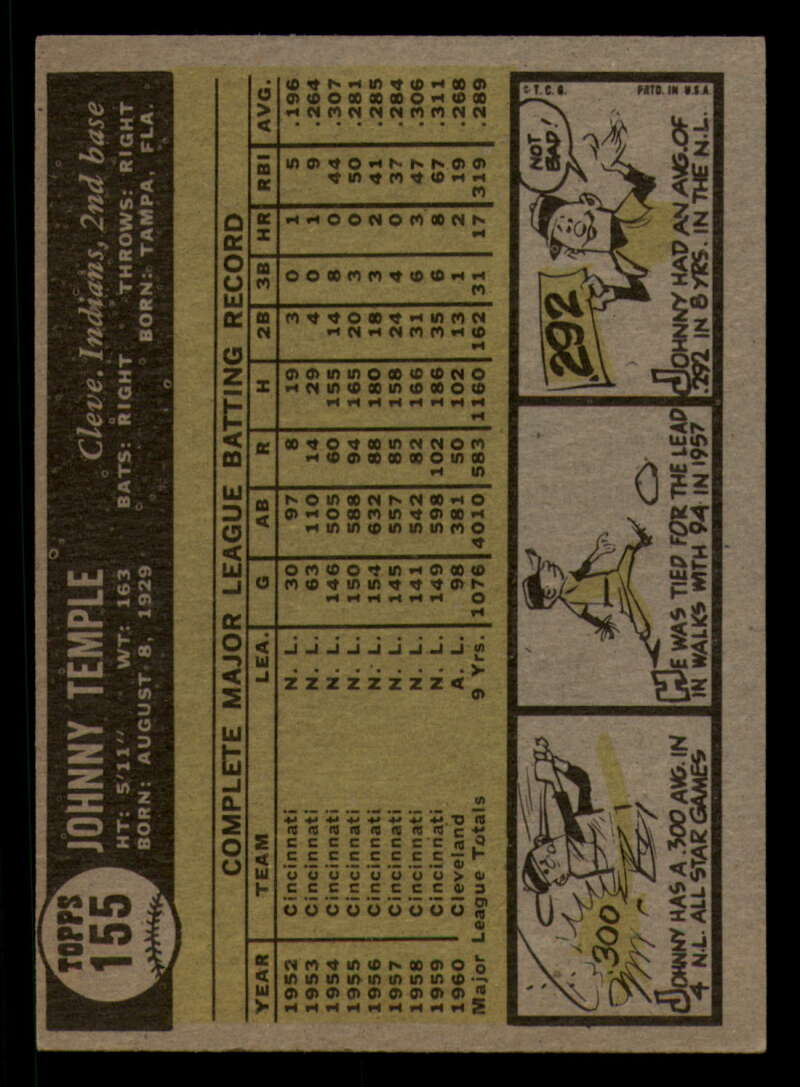 TOPPS
155
JOHNNY TEMPLE Cleve. Indians, 2nd base
HT: 5'11" WT: 163 BATS: RIGHT THROWS: RIGHT
BORN: AUGUST 8, 1929 BORN: TAMPA, FLA.
COMPLETE MAJOR LEAGUE BATTING RECORD
YEAR TEAM LEA. G AB R H 2B 3B HR RBI AVG.
1952 Cincinnati N. L. 30 97 8 19 3 0 1 5 .196
1953 Cincinnati N. L. 63 110 14 29 4 0 1 9 .264
1954 Cincinnati N. L. 146 505 60 155 14 8 0 44 .307
1955 Cincinnati N. L. 150 588 94 165 20 3 0 50 .281
1956 Cincinnati N. L. 154 632 88 180 18 3 2 41 .285
1957 Cincinnati N. L. 145 557 85 158 24 4 0 37 .284
1958 Cincinnati N. L. 141 542 82 166 31 6 3 47 .306
1959 Cincinnati N. L. 149 598 102 186 35 6 8 67 .311
1960 Cleveland A. L. 98 381 50 102 13 1 2 19 .268
Major League Totals 9 Yrs. 1076 4010 583 1160 162 31 17 319 .289
.300
JOHNNY HAS A .300 AVG. IN
4 N.L. ALL STAR GAMES
HE WAS TIED FOR THE LEAD
IN WALKS WITH 94 IN 1957
© T. C. G. PRTD. IN U.S.A.
NOT
BAD!
.292
JOHNNY HAD AN AVG. OF
.292 IN 8 YRS. IN THE N.L.